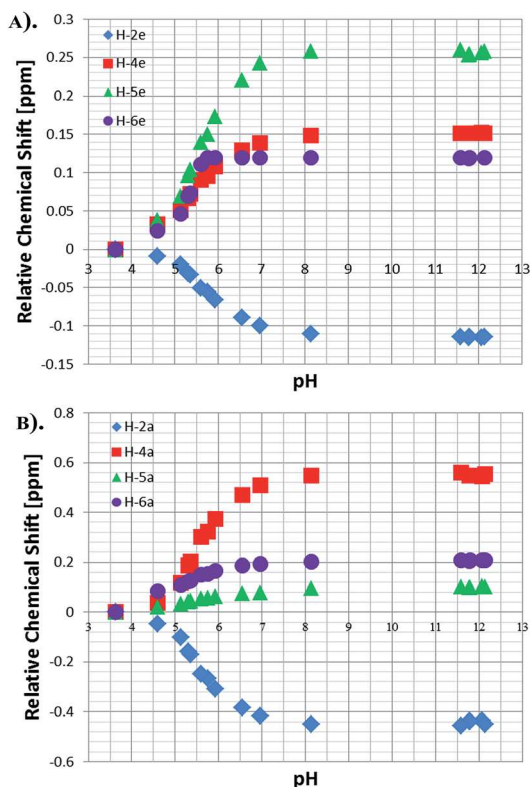 A).
H-2e
H-4e
H-5e
H-6e
0.3
0.25
0.2
0.15
0.1
0.05
0
-0.05
-0.1
-0.15
3 4 5 6 7 8 9 10 11 12 13
Relative Chemical Shift [ppm]
pH
B).
H-2a
H-4a
H-5a
H-6a
0.8
0.6
0.4
0.2
0
-0.2
-0.4
-0.6
3 4 5 6 7 8 9 10 11 12 13
Relative Chemical Shift [ppm]
pH